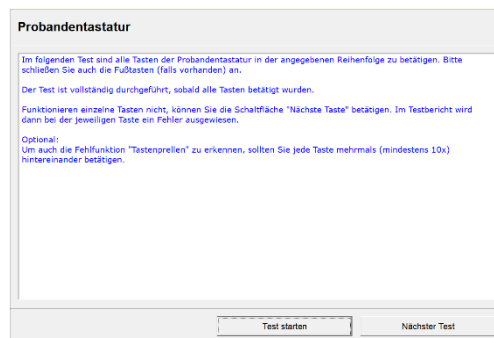 Probandentastatur
Im folgenden Test sind alle Tasten der Probandentastatur in der angegebenen Reihenfolge zu betätigen. Bitte
schließen Sie auch die Fußtasten (falls vorhanden) an.
Der Test ist vollständig durchgeführt, sobald alle Tasten betätigt wurden.
Funktionieren einzelne Tasten nicht, können Sie die Schaltfläche "Nächste Taste" betätigen. Im Testbericht wird
dann bei der jeweiligen Taste ein Fehler ausgewiesen.
Optional:
Um auch die Fehlfunktion "Tastenprellen" zu erkennen, sollten Sie jede Taste mehrmals (mindestens 10x)
hintereinander betätigen.
Test starten
Nächster Test